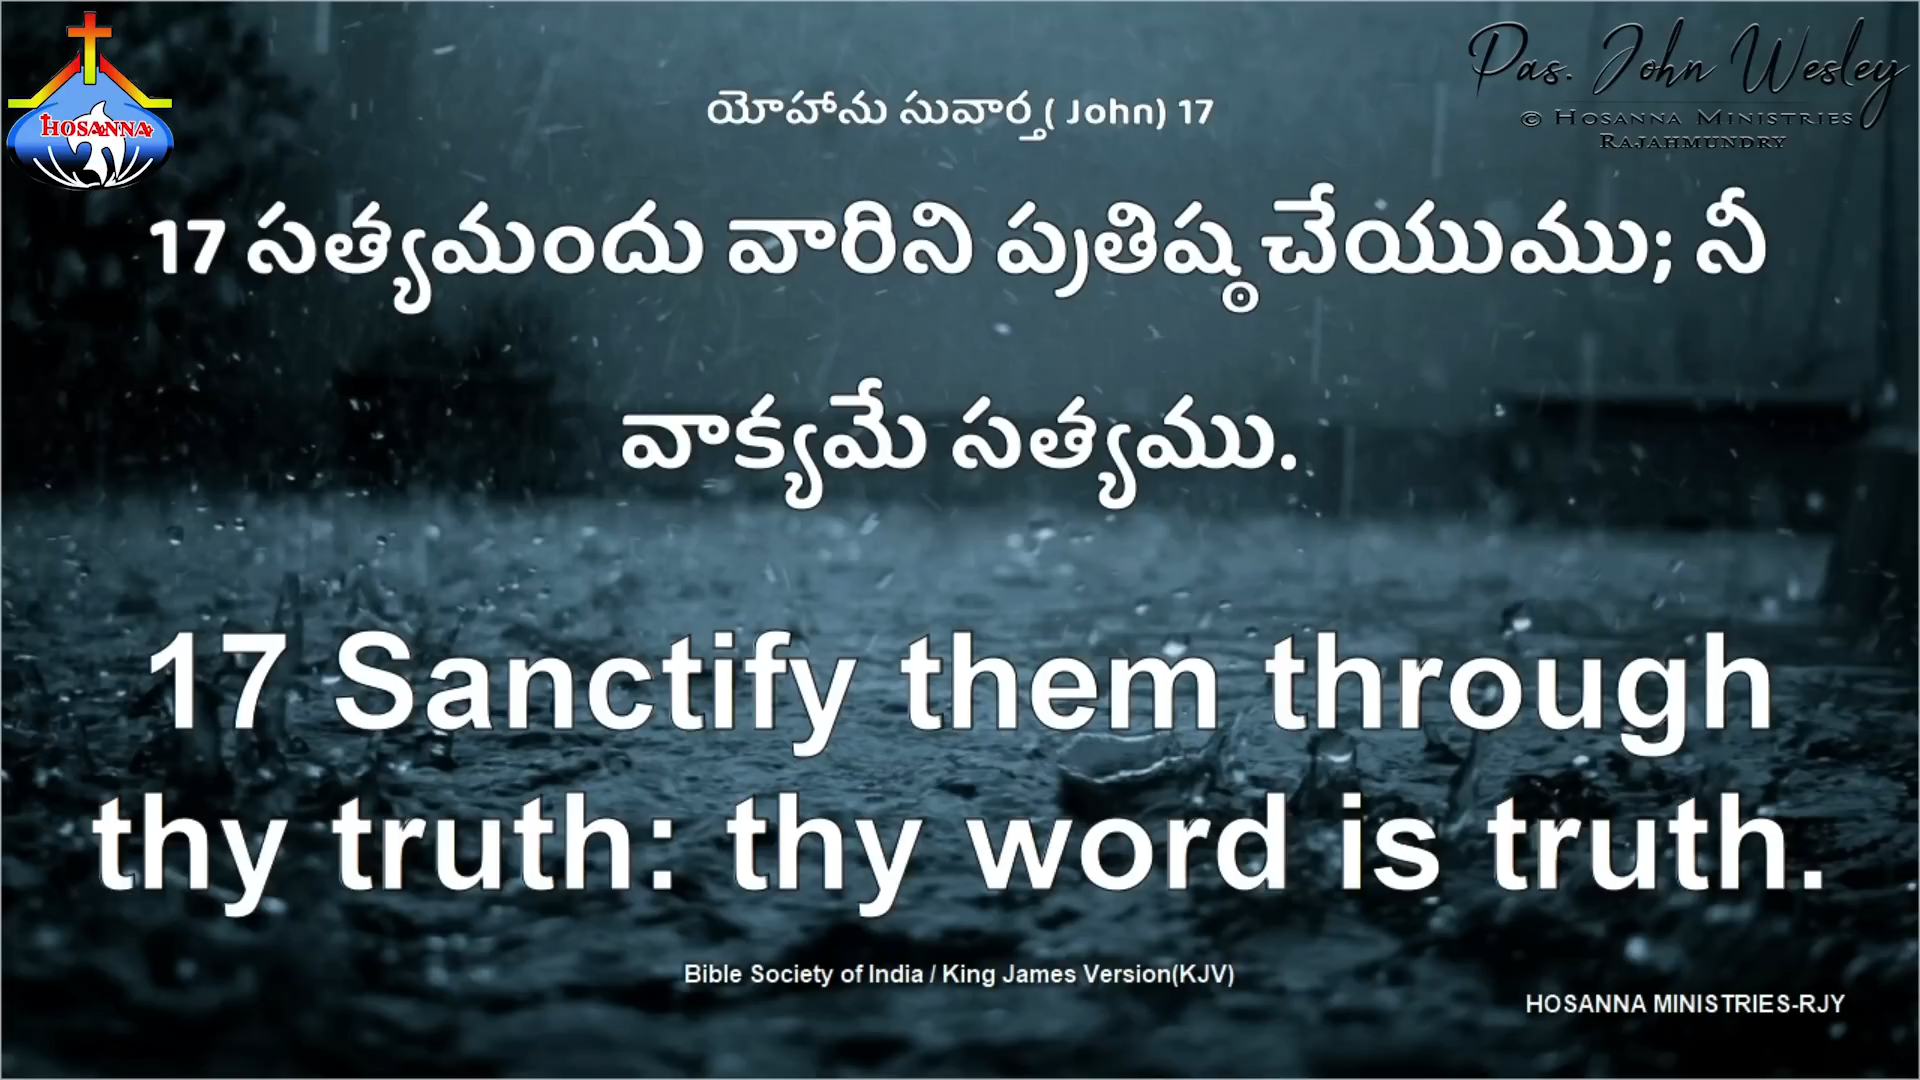 HOSANNA
Pas. John Wesley
© HOSANNA MINISTRIES
RAJAHMUNDRY
యోహాను సువార్త( John) 17
17 సత్యమందు వారిని ప్రతిష్ఠ చేయుము; నీ
వాక్యమే సత్యము.
17 Sanctify them through
thy truth: thy word is truth.
Bible Society of India / King James Version(KJV)
HOSANNA MINISTRIES-RJY